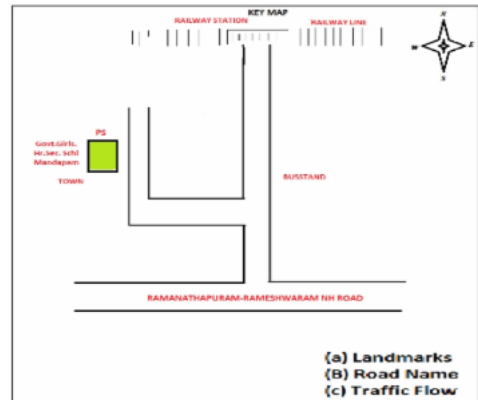 KEY MAP
RAILWAY STATION
RAILWAY LINE
N
W
E
S
PS
Govt.Girls.
Hr.Sec. Schl
Mandapam
TOWN
BUSSTAND
RAMANATHAPURAM-RAMESHWARAM NH ROAD
(a) Landmarks
(B) Road Name
(c) Traffic Flow